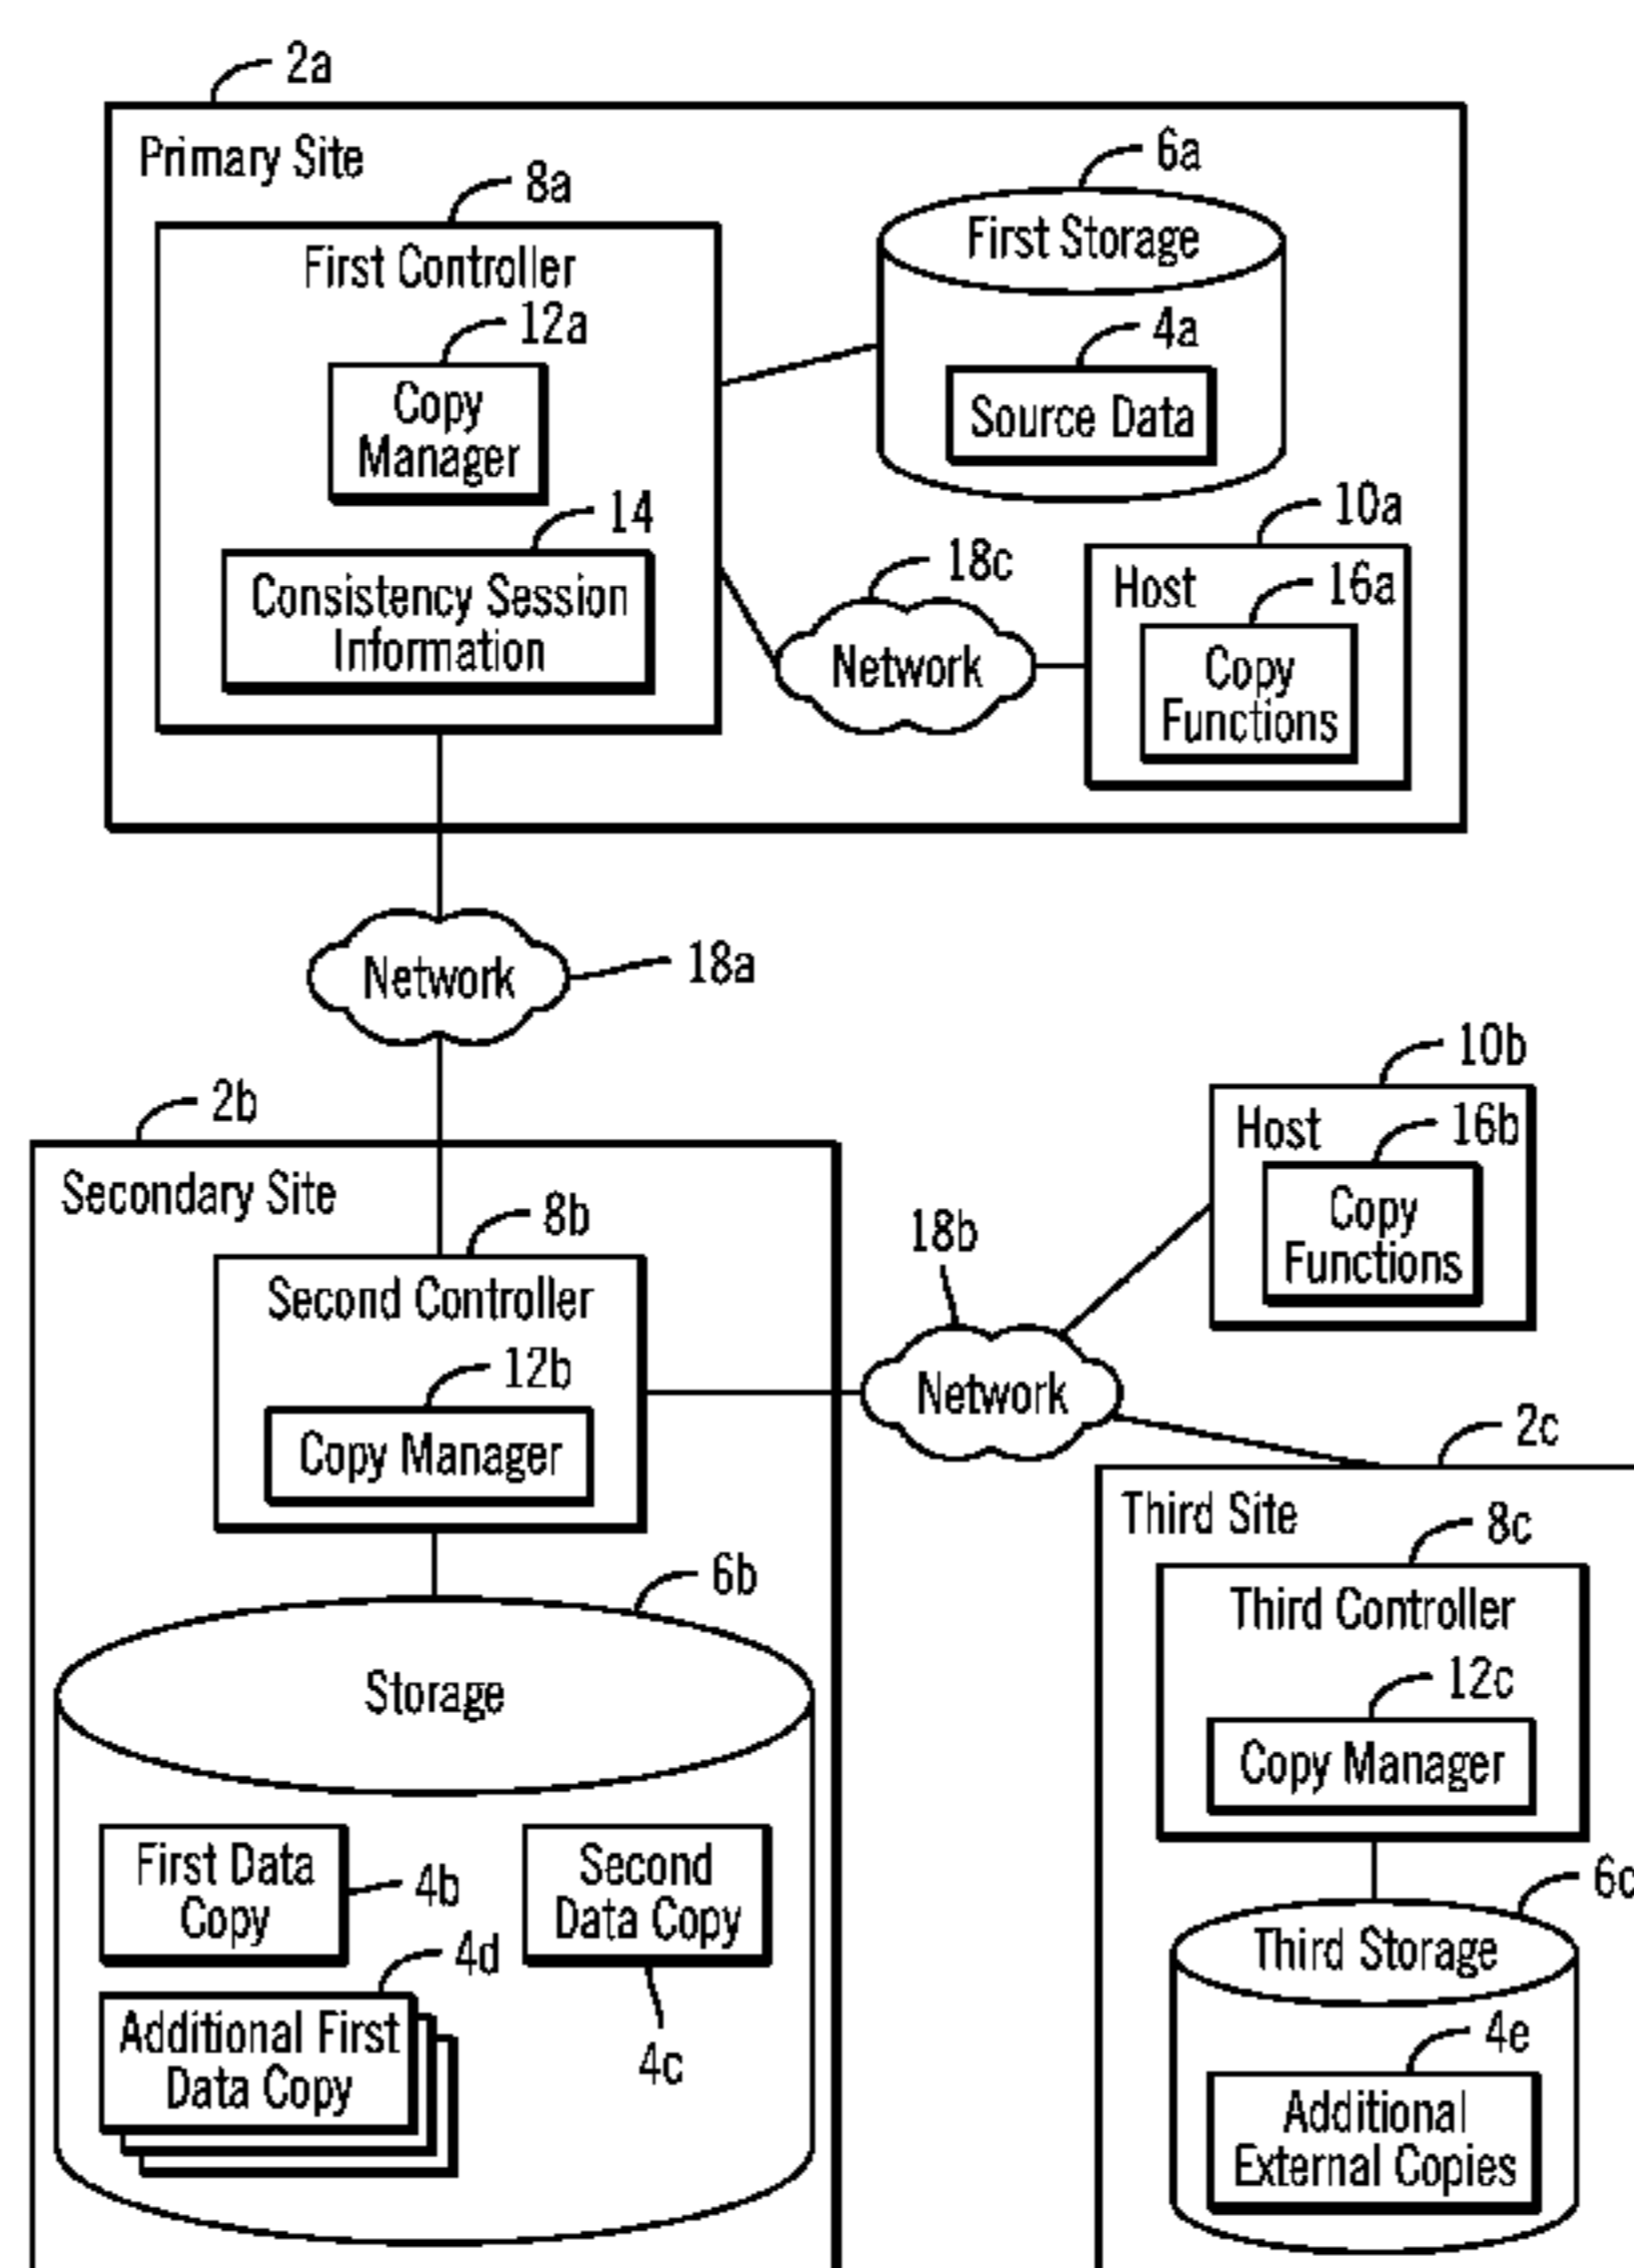 2a
Primary Site
8a
First Controller
12a
Copy
Manager
14
Consistency Session
Information
6a
First Storage
4a
Source Data
18c
Network
10a
Host
16a
Copy
Functions
Network
18a
2b
Secondary Site
8b
Second Controller
12b
Copy Manager
18b
Network
10b
Host
16b
Copy
Functions
6b
Storage
First Data
Copy
4b
Second
Data Copy
4c
4d
Additional First
Data Copy
2c
Third Site
8c
Third Controller
12c
Copy Manager
6c
Third Storage
4e
Additional
External Copies